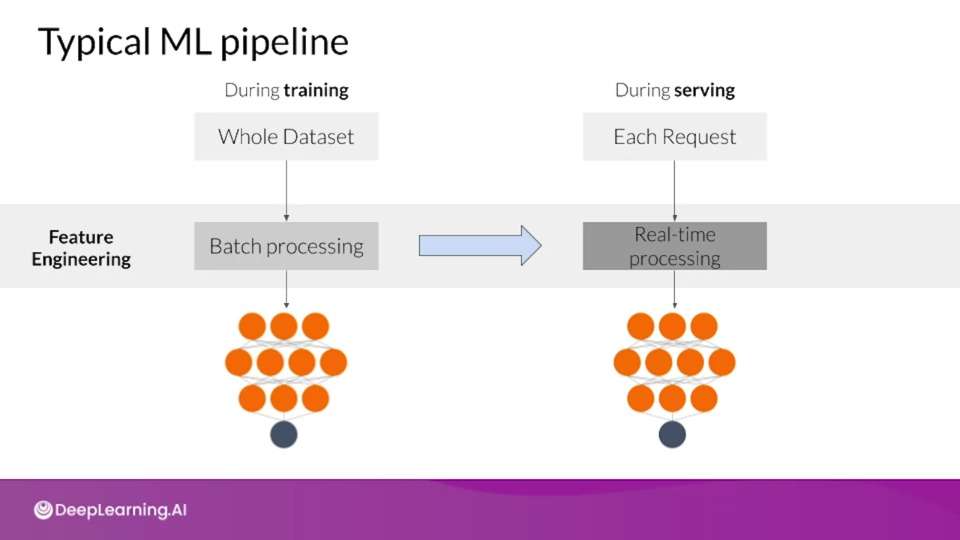 Typical ML pipeline
During training
During serving
Whole Dataset
Each Request
Feature
Engineering
Batch processing
Real-time
processing
DeepLearning.AI